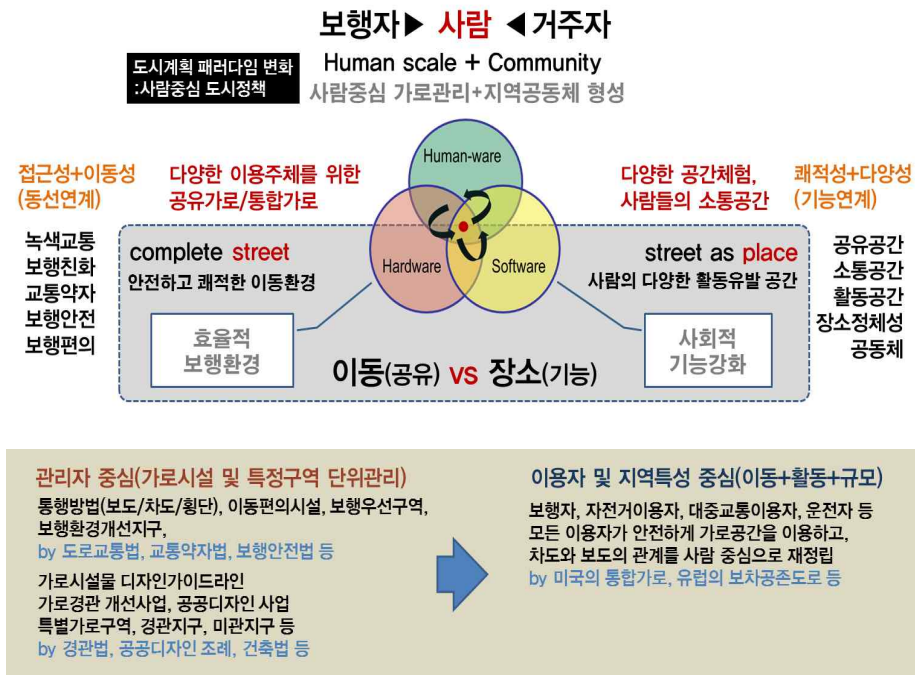 보행자▶ 사람 ◀거주자
도시계획 패러다임 변화
:사람중심 도시정책
Human scale + Community
사람중심 가로관리+지역공동체 형성
접근성+이동성
(동선연계)
다양한 이용주체를 위한
공유가로/통합가로
Human-ware
Hardware
Software
다양한 공간체험,
사람들의 소통공간
쾌적성+다양성
(기능연계)
녹색교통
보행친화
교통약자
보행안전
보행편의
complete street
안전하고 쾌적한 이동환경
효율적
보행환경
street as place
사람의 다양한 활동유발 공간
사회적
기능강화
이동(공유) vs 장소(기능)
공유공간
소통공간
활동공간
장소정체성
공동체
관리자 중심(가로시설 및 특정구역 단위관리)
통행방법(보도/차도/횡단), 이동편의시설, 보행우선구역,
보행환경개선지구,
by 도로교통법, 교통약자법, 보행안전법 등
가로시설물 디자인가이드라인
가로경관 개선사업, 공공디자인 사업
특별가로구역, 경관지구, 미관지구 등
by 경관법, 공공디자인 조례, 건축법 등
이용자 및 지역특성 중심(이동+활동+규모)
보행자, 자전거이용자, 대중교통이용자, 운전자 등
모든 이용자가 안전하게 가로공간을 이용하고,
차도와 보도의 관계를 사람 중심으로 재정립
by 미국의 통합가로, 유럽의 보차공존도로 등